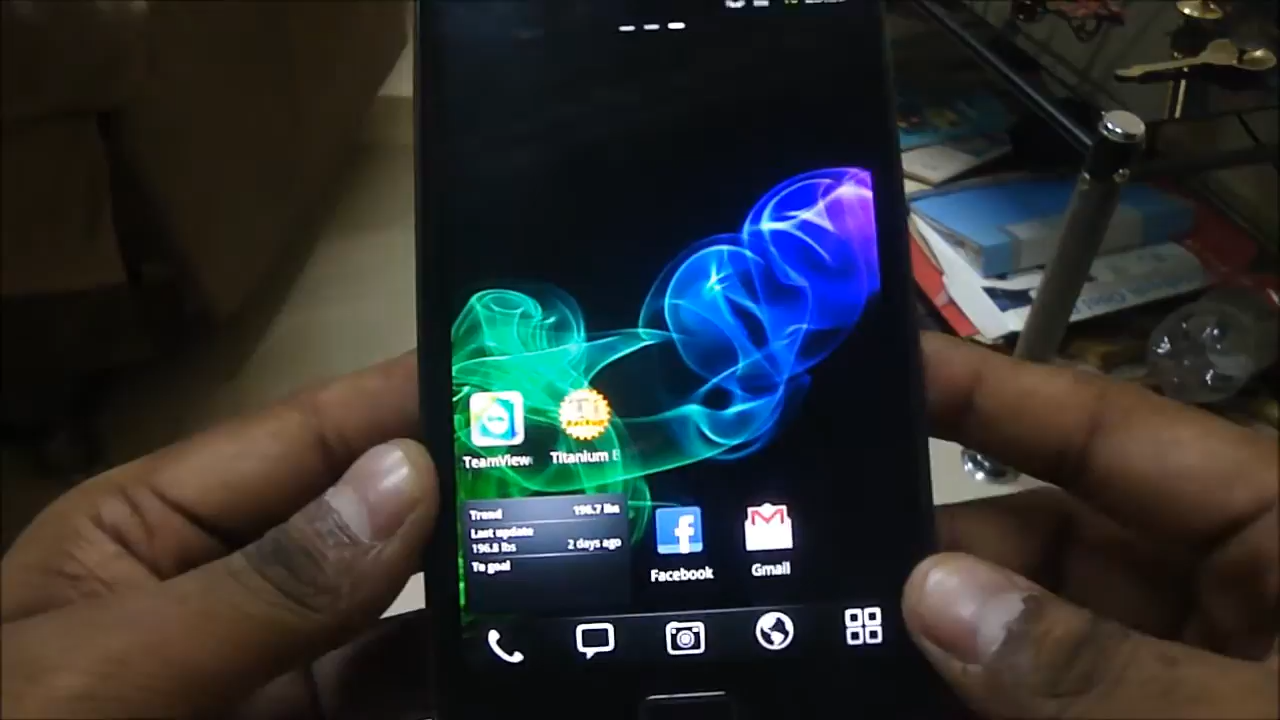 TeamView
Titanium B
Trend 196.7 lbs
Last update
196.8 lbs 2 days ago
To goal
Facebook
Gmail